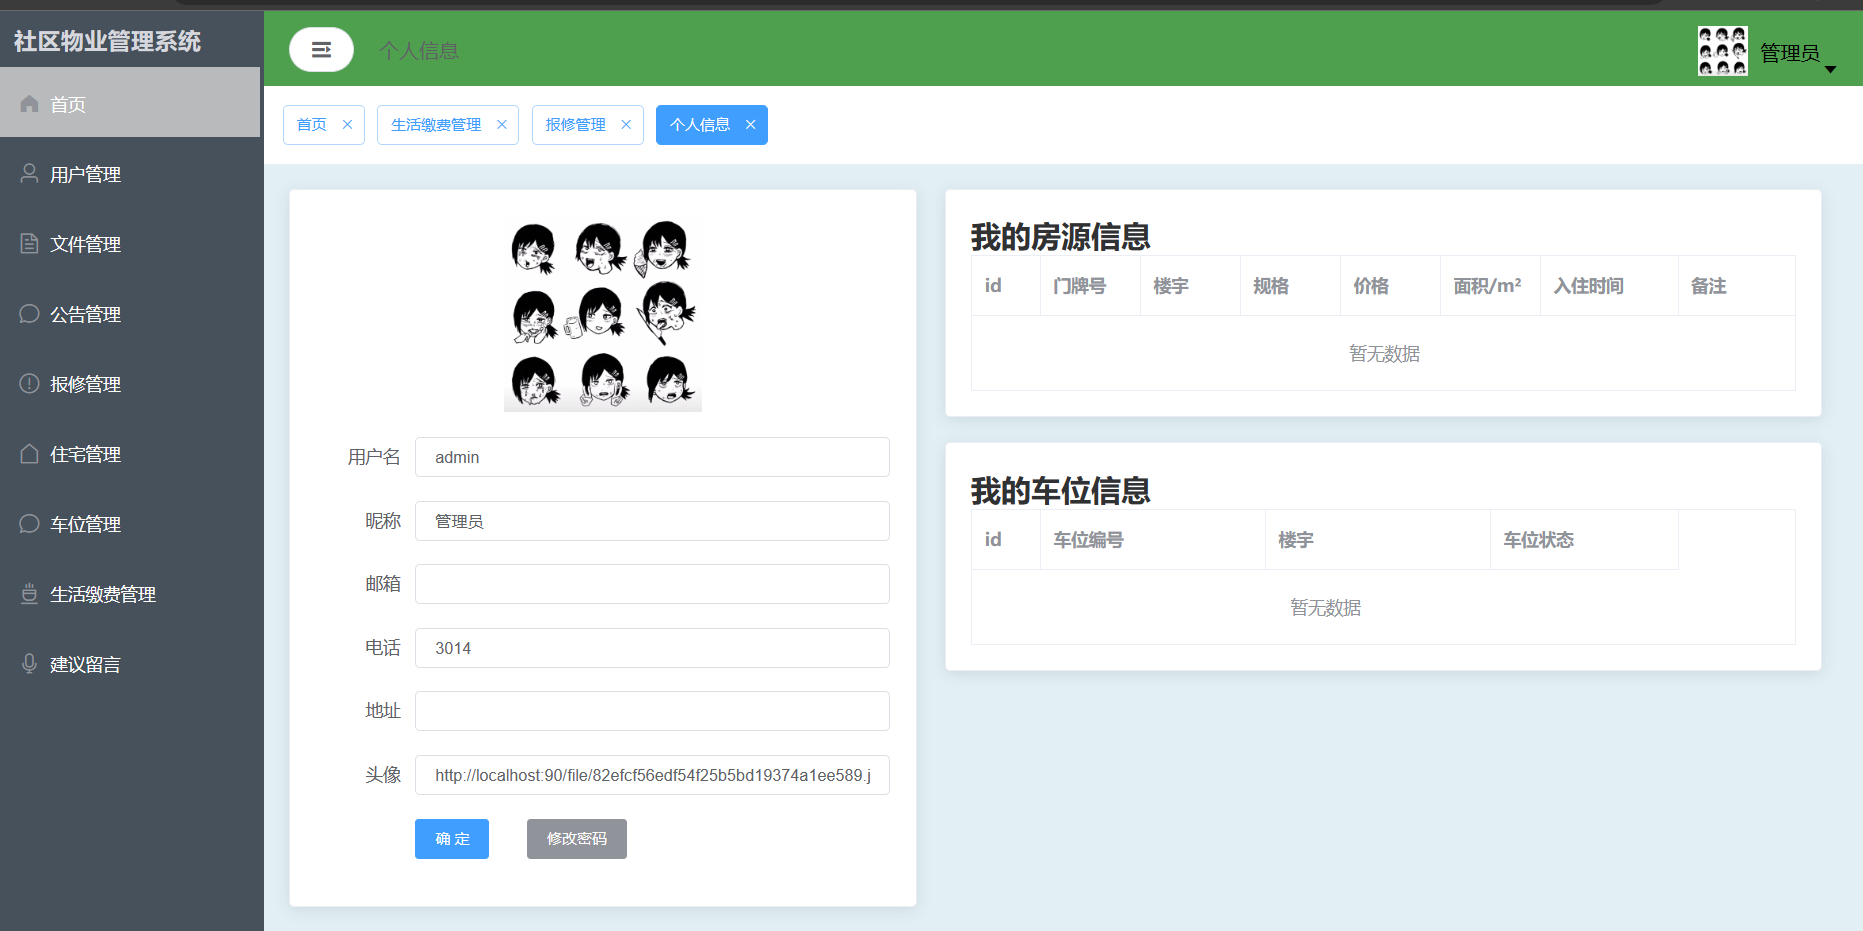 社区物业管理系统
首页
用户管理
文件管理
公告管理
报修管理
住宅管理
车位管理
生活缴费管理
建议留言
个人信息
管理员
首页
生活缴费管理
报修管理
个人信息
用户名 admin
昵称 管理员
邮箱
电话 3014
地址
头像 http://localhost:90/file/82efcf56edf54f25b5bd19374a1ee589.j
确 定 修改密码
我的房源信息
id 门牌号 楼宇 规格 价格 面积/m² 入住时间 备注
暂无数据
我的车位信息
id 车位编号 楼宇 车位状态
暂无数据